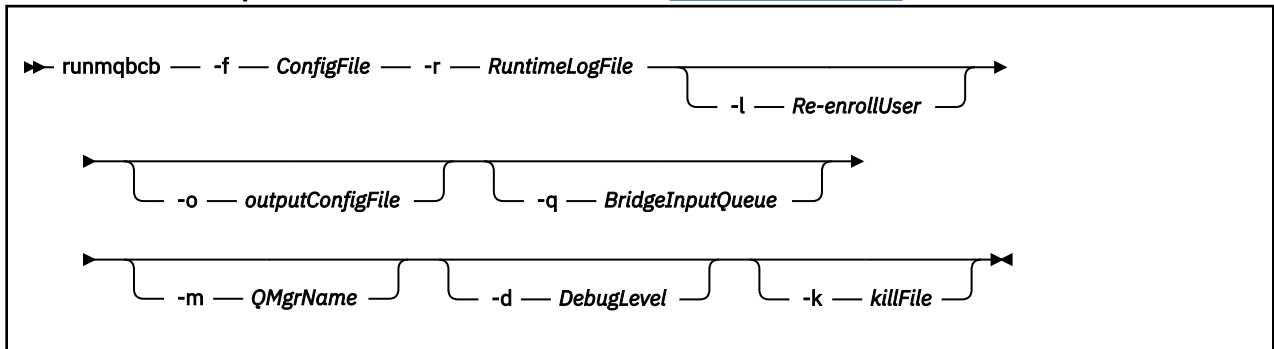 runmqbcb -f ConfigFile -r RuntimeLogFile
-l Re-enrollUser
-o outputConfigFile -q BridgeInputQueue
-m QMgrName -d DebugLevel -k killFile